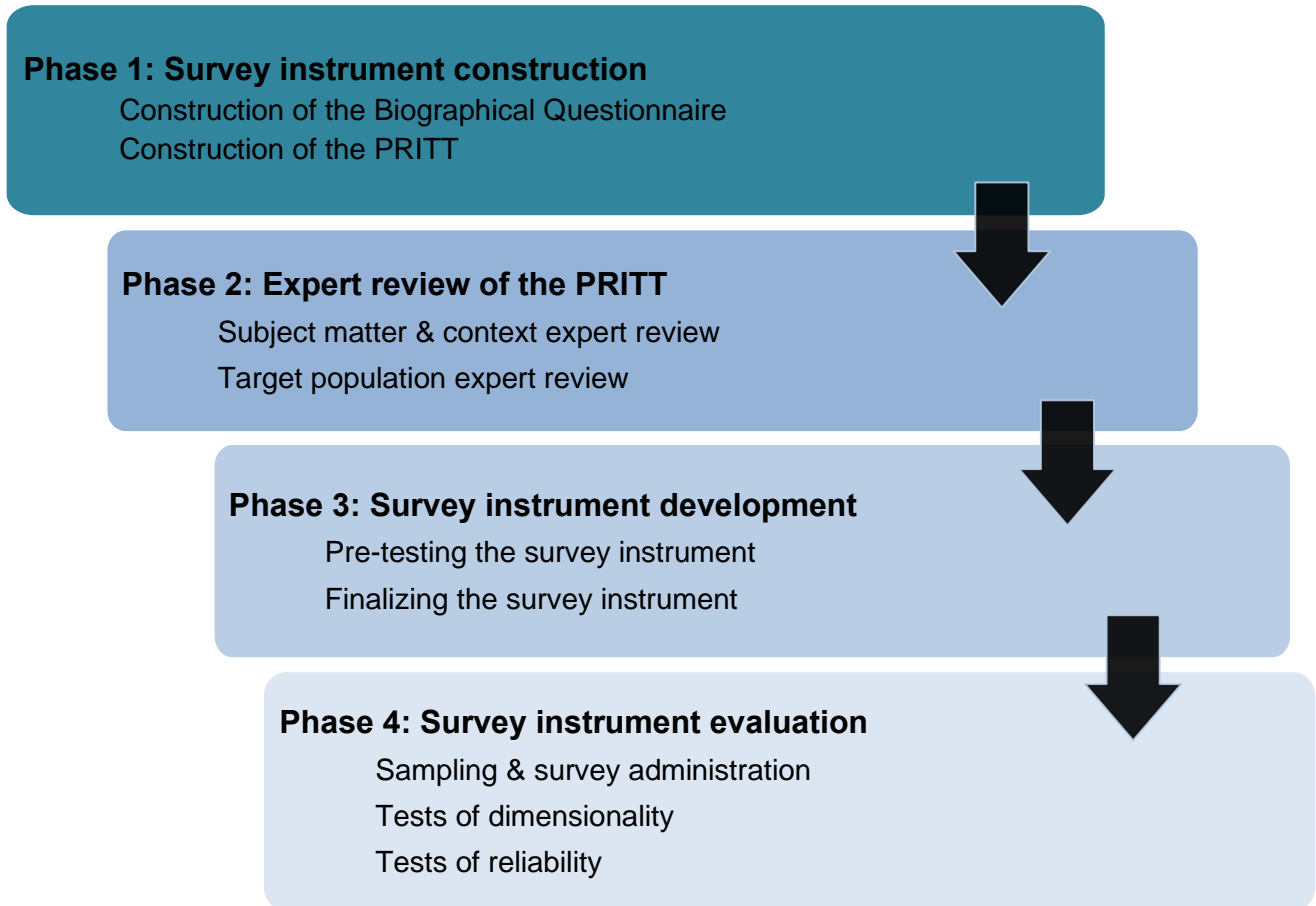 Phase 1: Survey instrument construction
Construction of the Biographical Questionnaire
Construction of the PRITT
Phase 2: Expert review of the PRITT
Subject matter & context expert review
Target population expert review
Phase 3: Survey instrument development
Pre-testing the survey instrument
Finalizing the survey instrument
Phase 4: Survey instrument evaluation
Sampling & survey administration
Tests of dimensionality
Tests of reliability